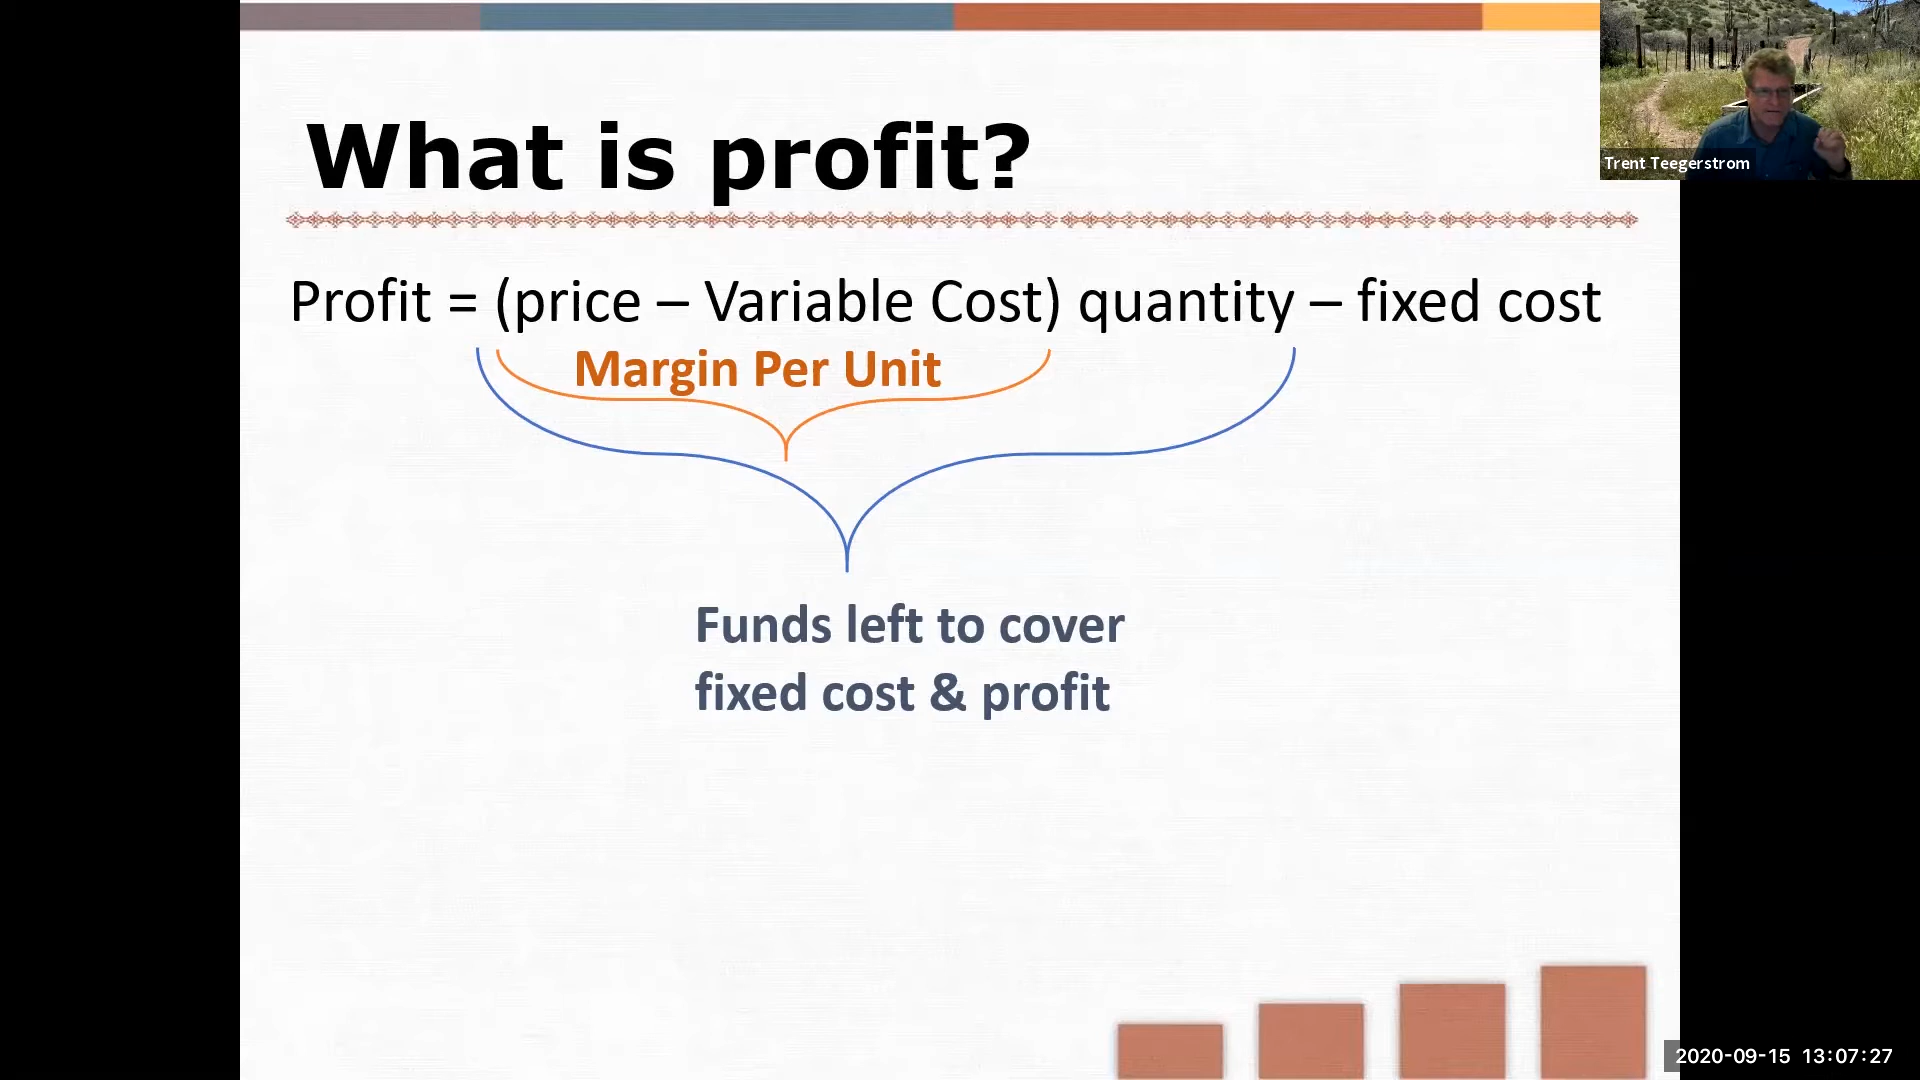 What is profit?
Trent Teegerstrom
Profit = (price – Variable Cost) quantity – fixed cost
Margin Per Unit
Funds left to cover
fixed cost & profit
2020-09-15 13:07:27